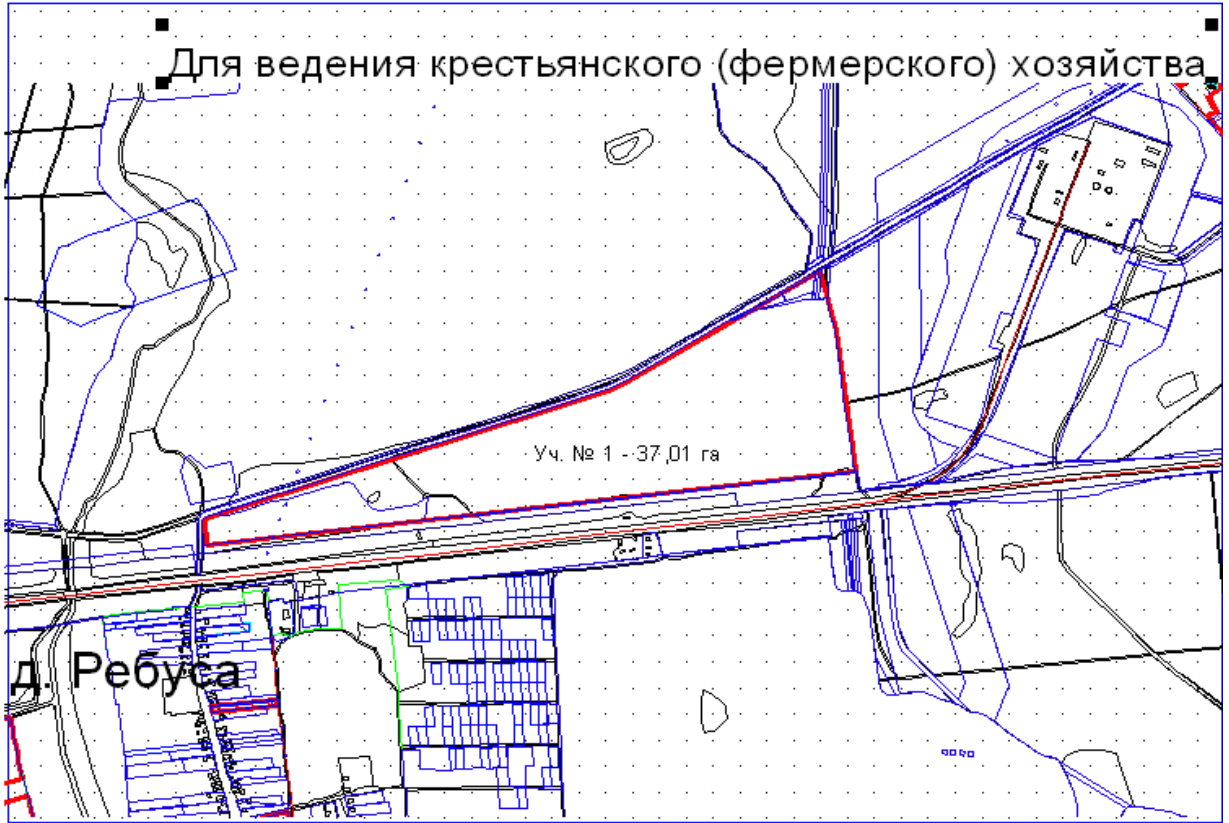 Для ведения крестьянского (фермерского) хозяйства
Уч. № 1 - 37,01 га
д. Ребуса